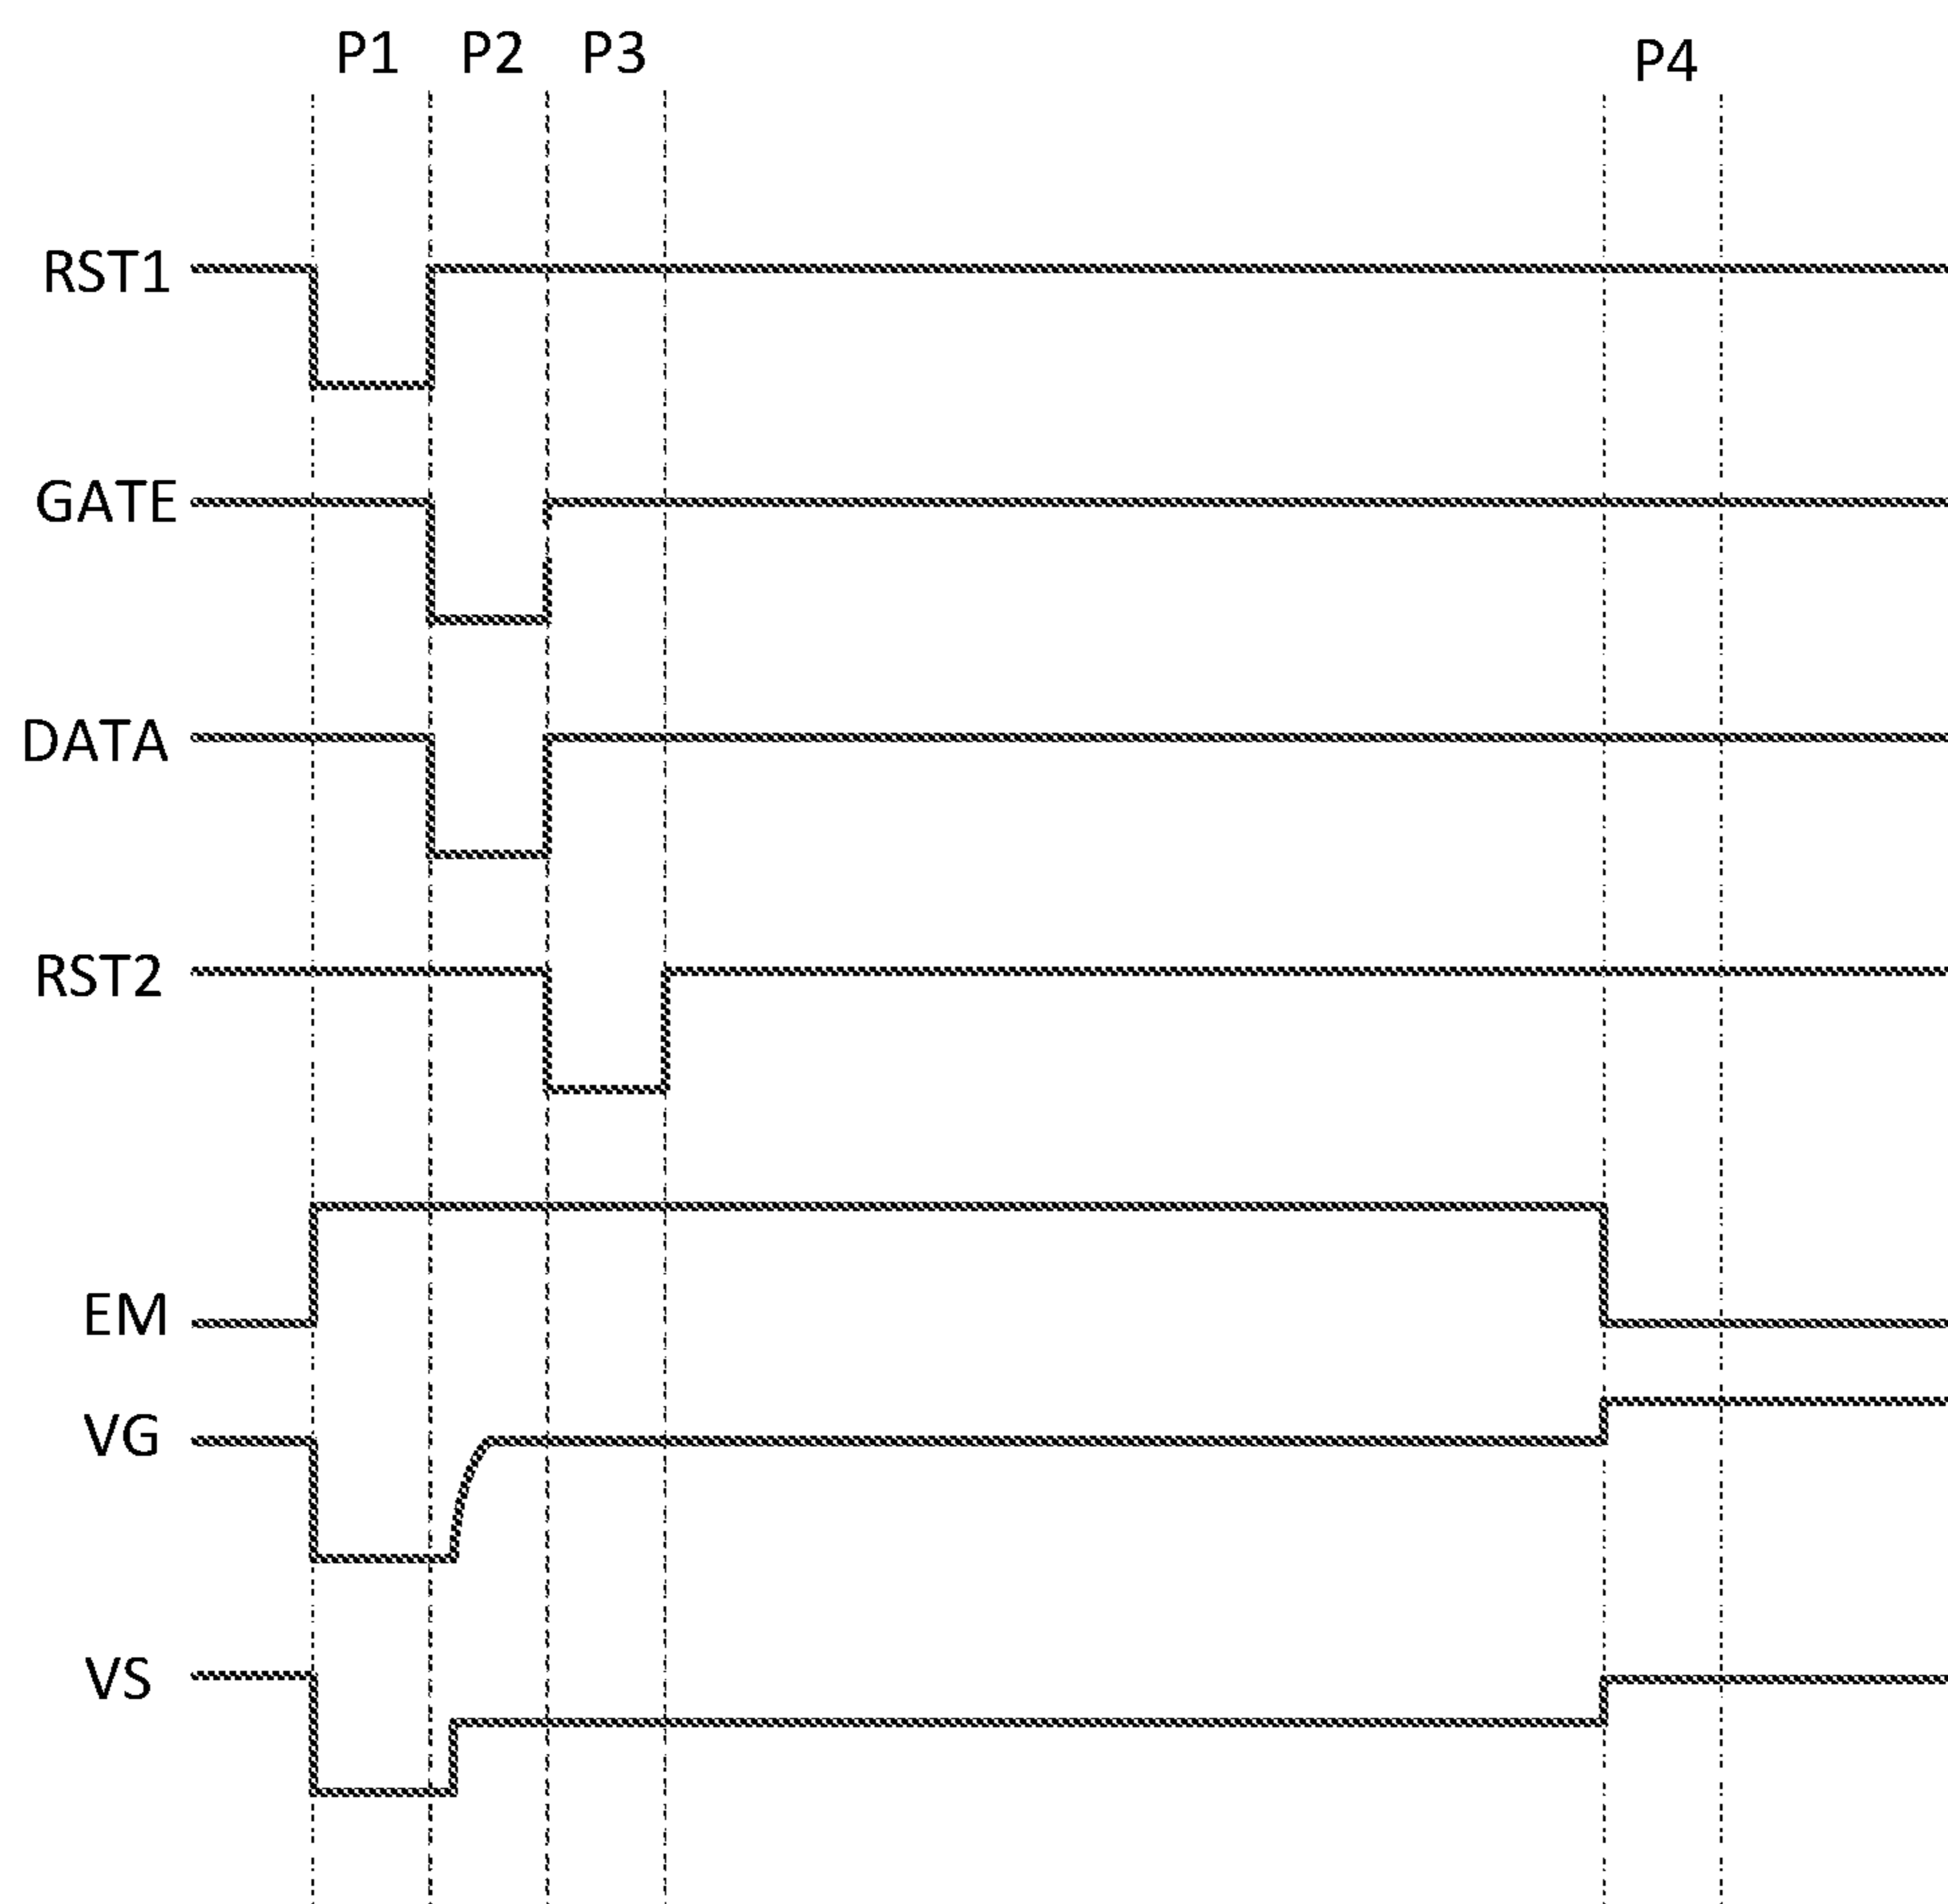 P1 P2 P3 P4
RST1
GATE
DATA
RST2
EM
VG
VS